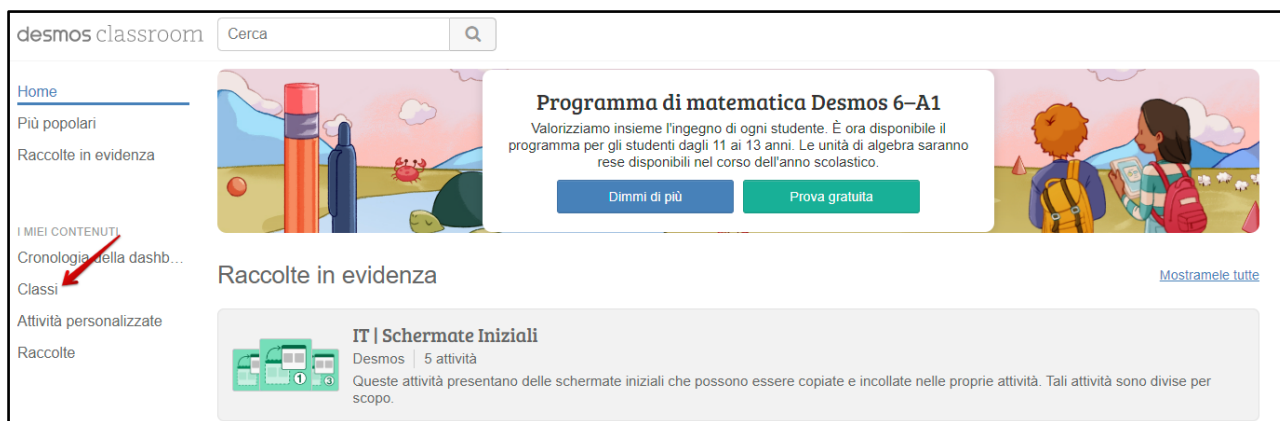 desmos classroom
Cerca
Home
Più popolari
Raccolte in evidenza
I MIEI CONTENUTI
Cronologia della dashb...
Classi
Attività personalizzate
Raccolte
Programma di matematica Desmos 6–A1
Valorizziamo insieme l'ingegno di ogni studente. È ora disponibile il
programma per gli studenti dagli 11 ai 13 anni. Le unità di algebra saranno
rese disponibili nel corso dell'anno scolastico.
Dimmi di più
Prova gratuita
Raccolte in evidenza
Mostramele tutte
IT | Schermate Iniziali
Desmos | 5 attività
Queste attività presentano delle schermate iniziali che possono essere copiate e incollate nelle proprie attività. Tali attività sono divise per
scopo.
1
3